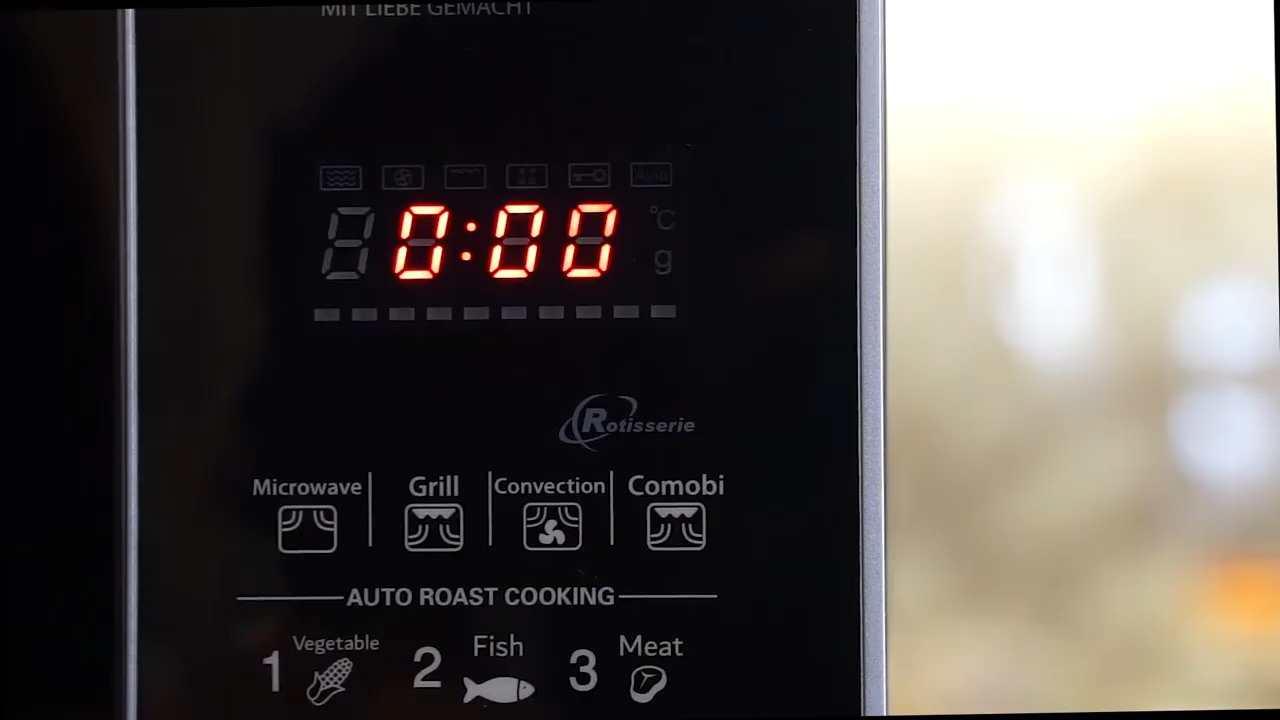 MIT LIEBE GEMACHT
Auto
0:00
°C
g
Rotisserie
Microwave Grill Convection Comobi
AUTO ROAST COOKING
1 Vegetable 2 Fish 3 Meat